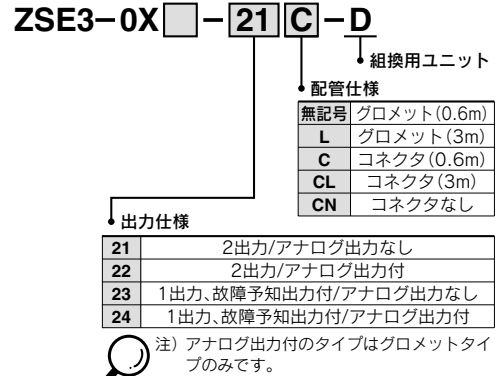 ZSE3-0X□-21C-D
組換用ユニット
配管仕様
無記号 グロメット(0.6m)
L グロメット(3m)
C コネクタ(0.6m)
CL コネクタ(3m)
CN コネクタなし
出力仕様
21 2出力/アナログ出力なし
22 2出力/アナログ出力付
23 1出力、故障予知出力付/アナログ出力なし
24 1出力、故障予知出力付/アナログ出力付
注) アナログ出力付のタイプはグロメットタイ
プのみです。